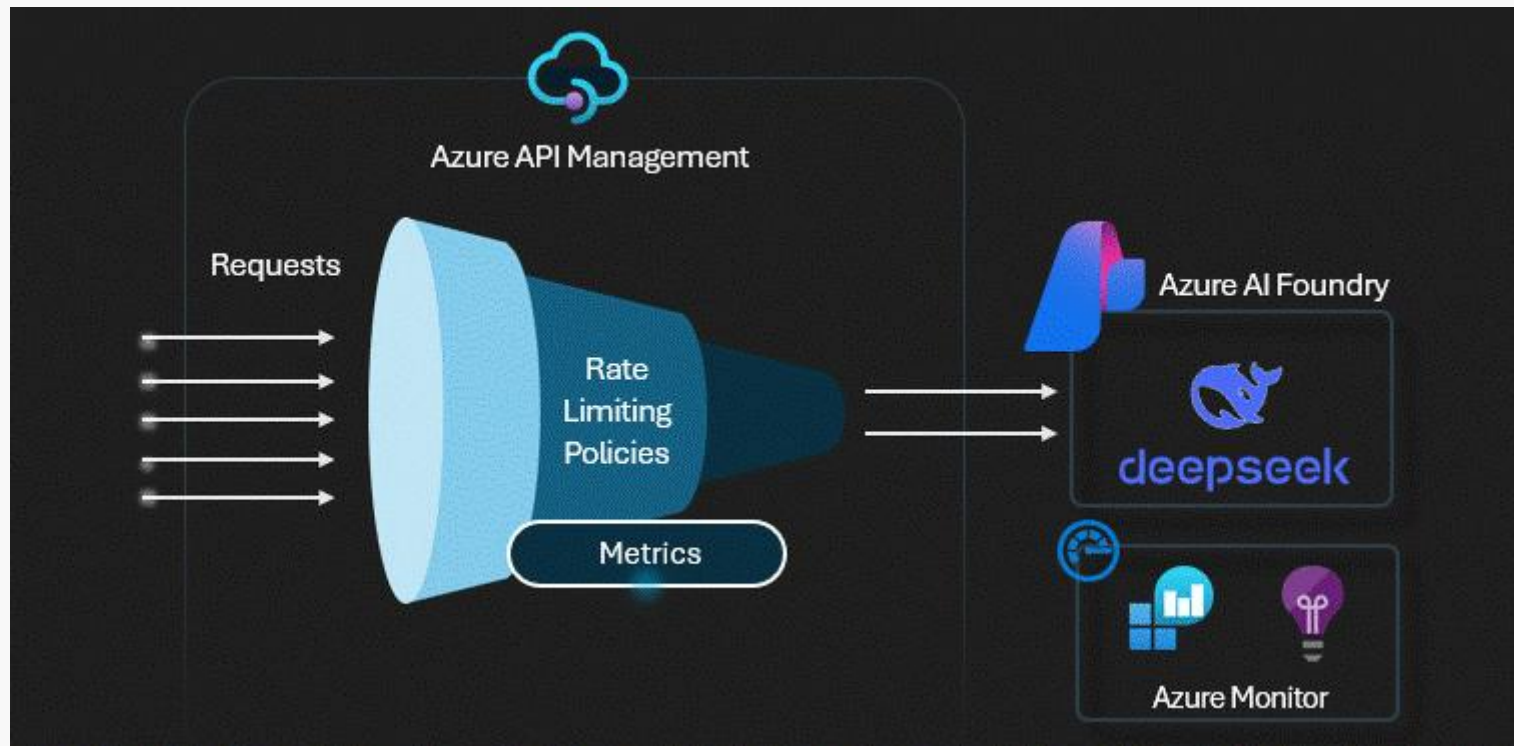 Azure API Management
Requests
Rate
Limiting
Policies
Metrics
Azure AI Foundry
deepseek
Azure Monitor